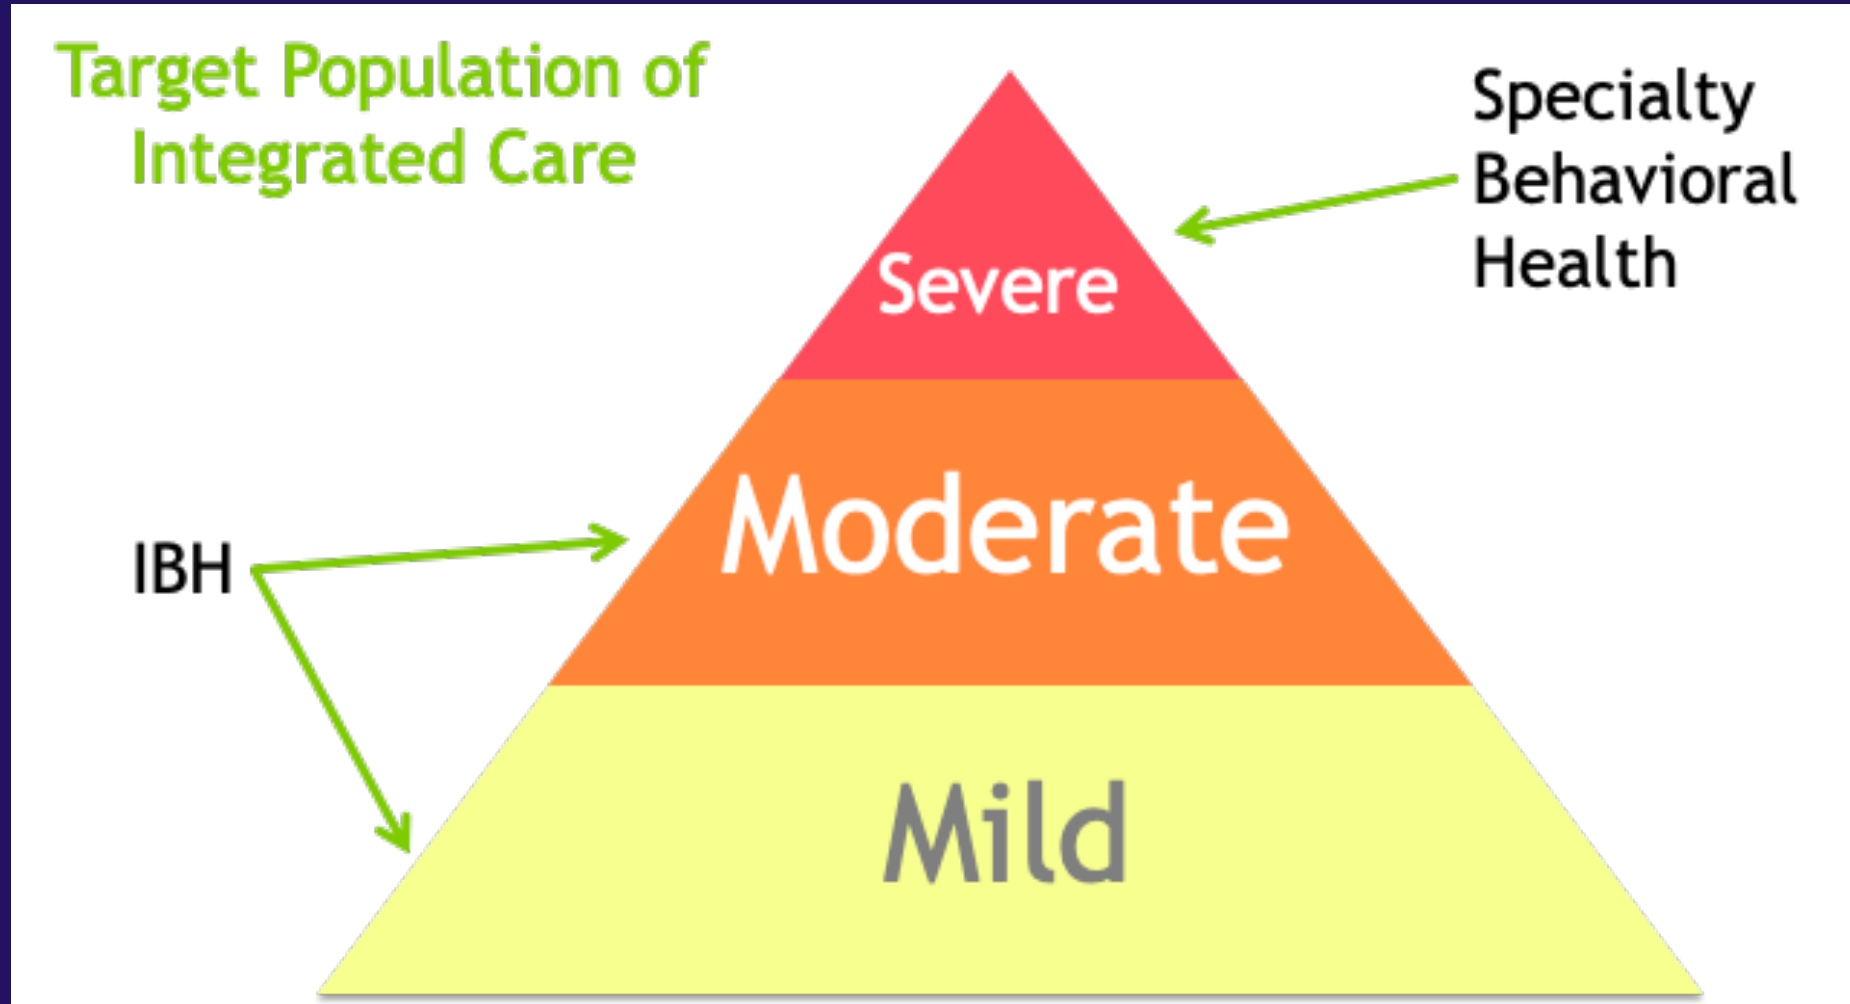 Target Population of
Integrated Care
Specialty
Behavioral
Health
Severe
IBH
Moderate
Mild